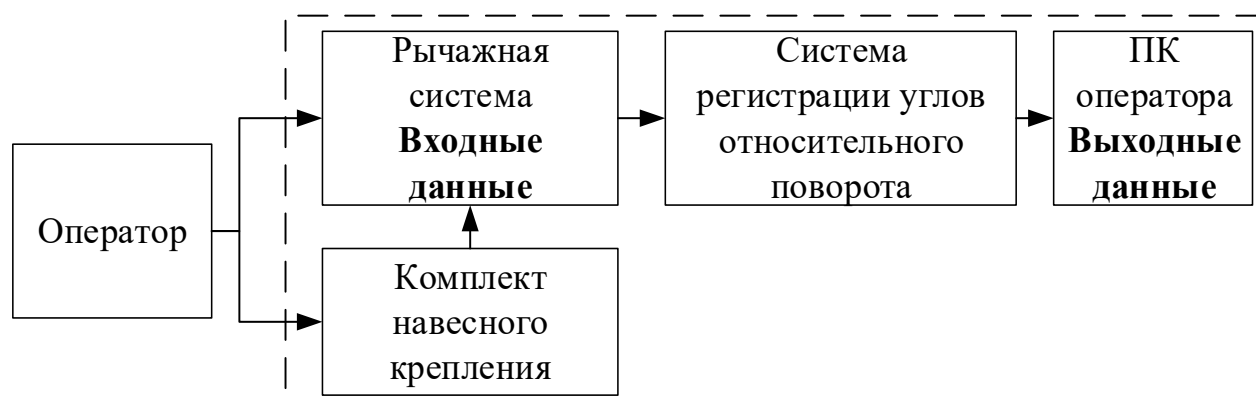 Оператор
Рычажная
система
Входные
данные
Комплект
навесного
крепления
Система
регистрации углов
относительного
поворота
ПК
оператора
Выходные
данные